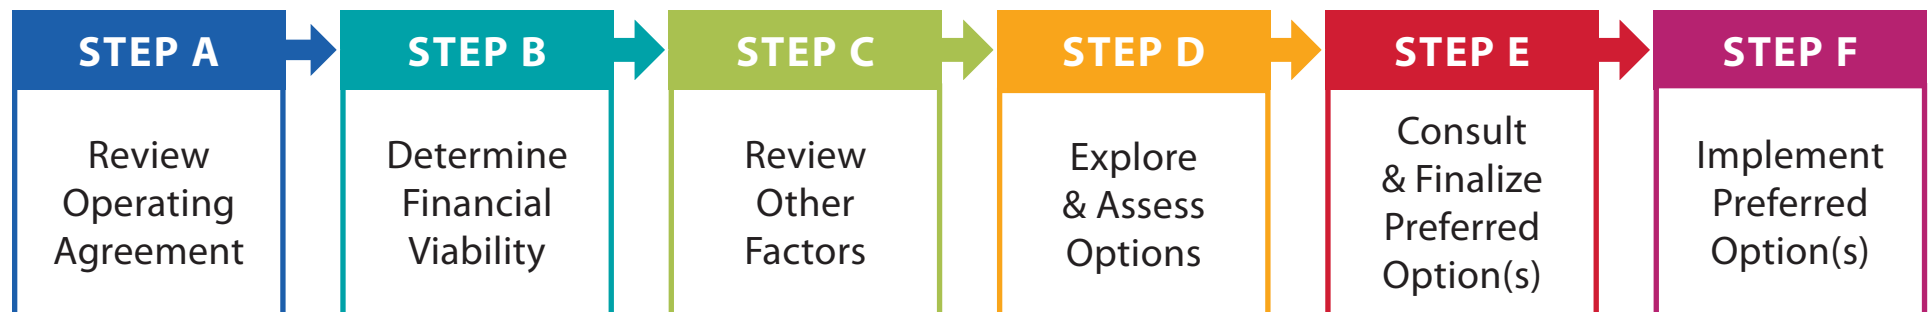 STEP A
Review
Operating
Agreement
STEP B
Determine
Financial
Viability
STEP C
Review
Other
Factors
STEP D
Explore
& Assess
Options
STEP E
Consult
& Finalize
Preferred
Option(s)
STEP F
Implement
Preferred
Option(s)